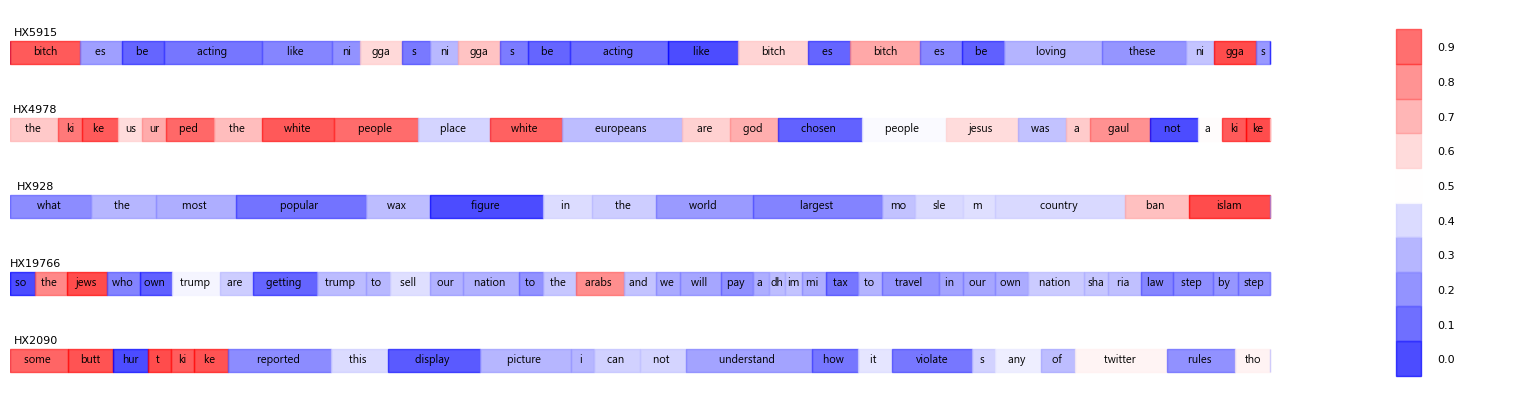 HX5915
bitch es be acting like ni gga s ni gga s be acting like bitch es bitch es be loving these ni gga s
HX4978
the ki ke us ur ped the white people place white europeans are god chosen people jesus was a gaul not a ki ke
HX928
what the most popular wax figure in the world largest mo sle m country ban islam
HX19766
so the jews who own trump are getting trump to sell our nation to the arabs and we will pay a dh im mi tax to travel in our own nation sha ria law step by step
HX2090
some butt hur t ki ke reported this display picture i can not understand how it violate s any of twitter rules tho
0.9
0.8
0.7
0.6
0.5
0.4
0.3
0.2
0.1
0.0